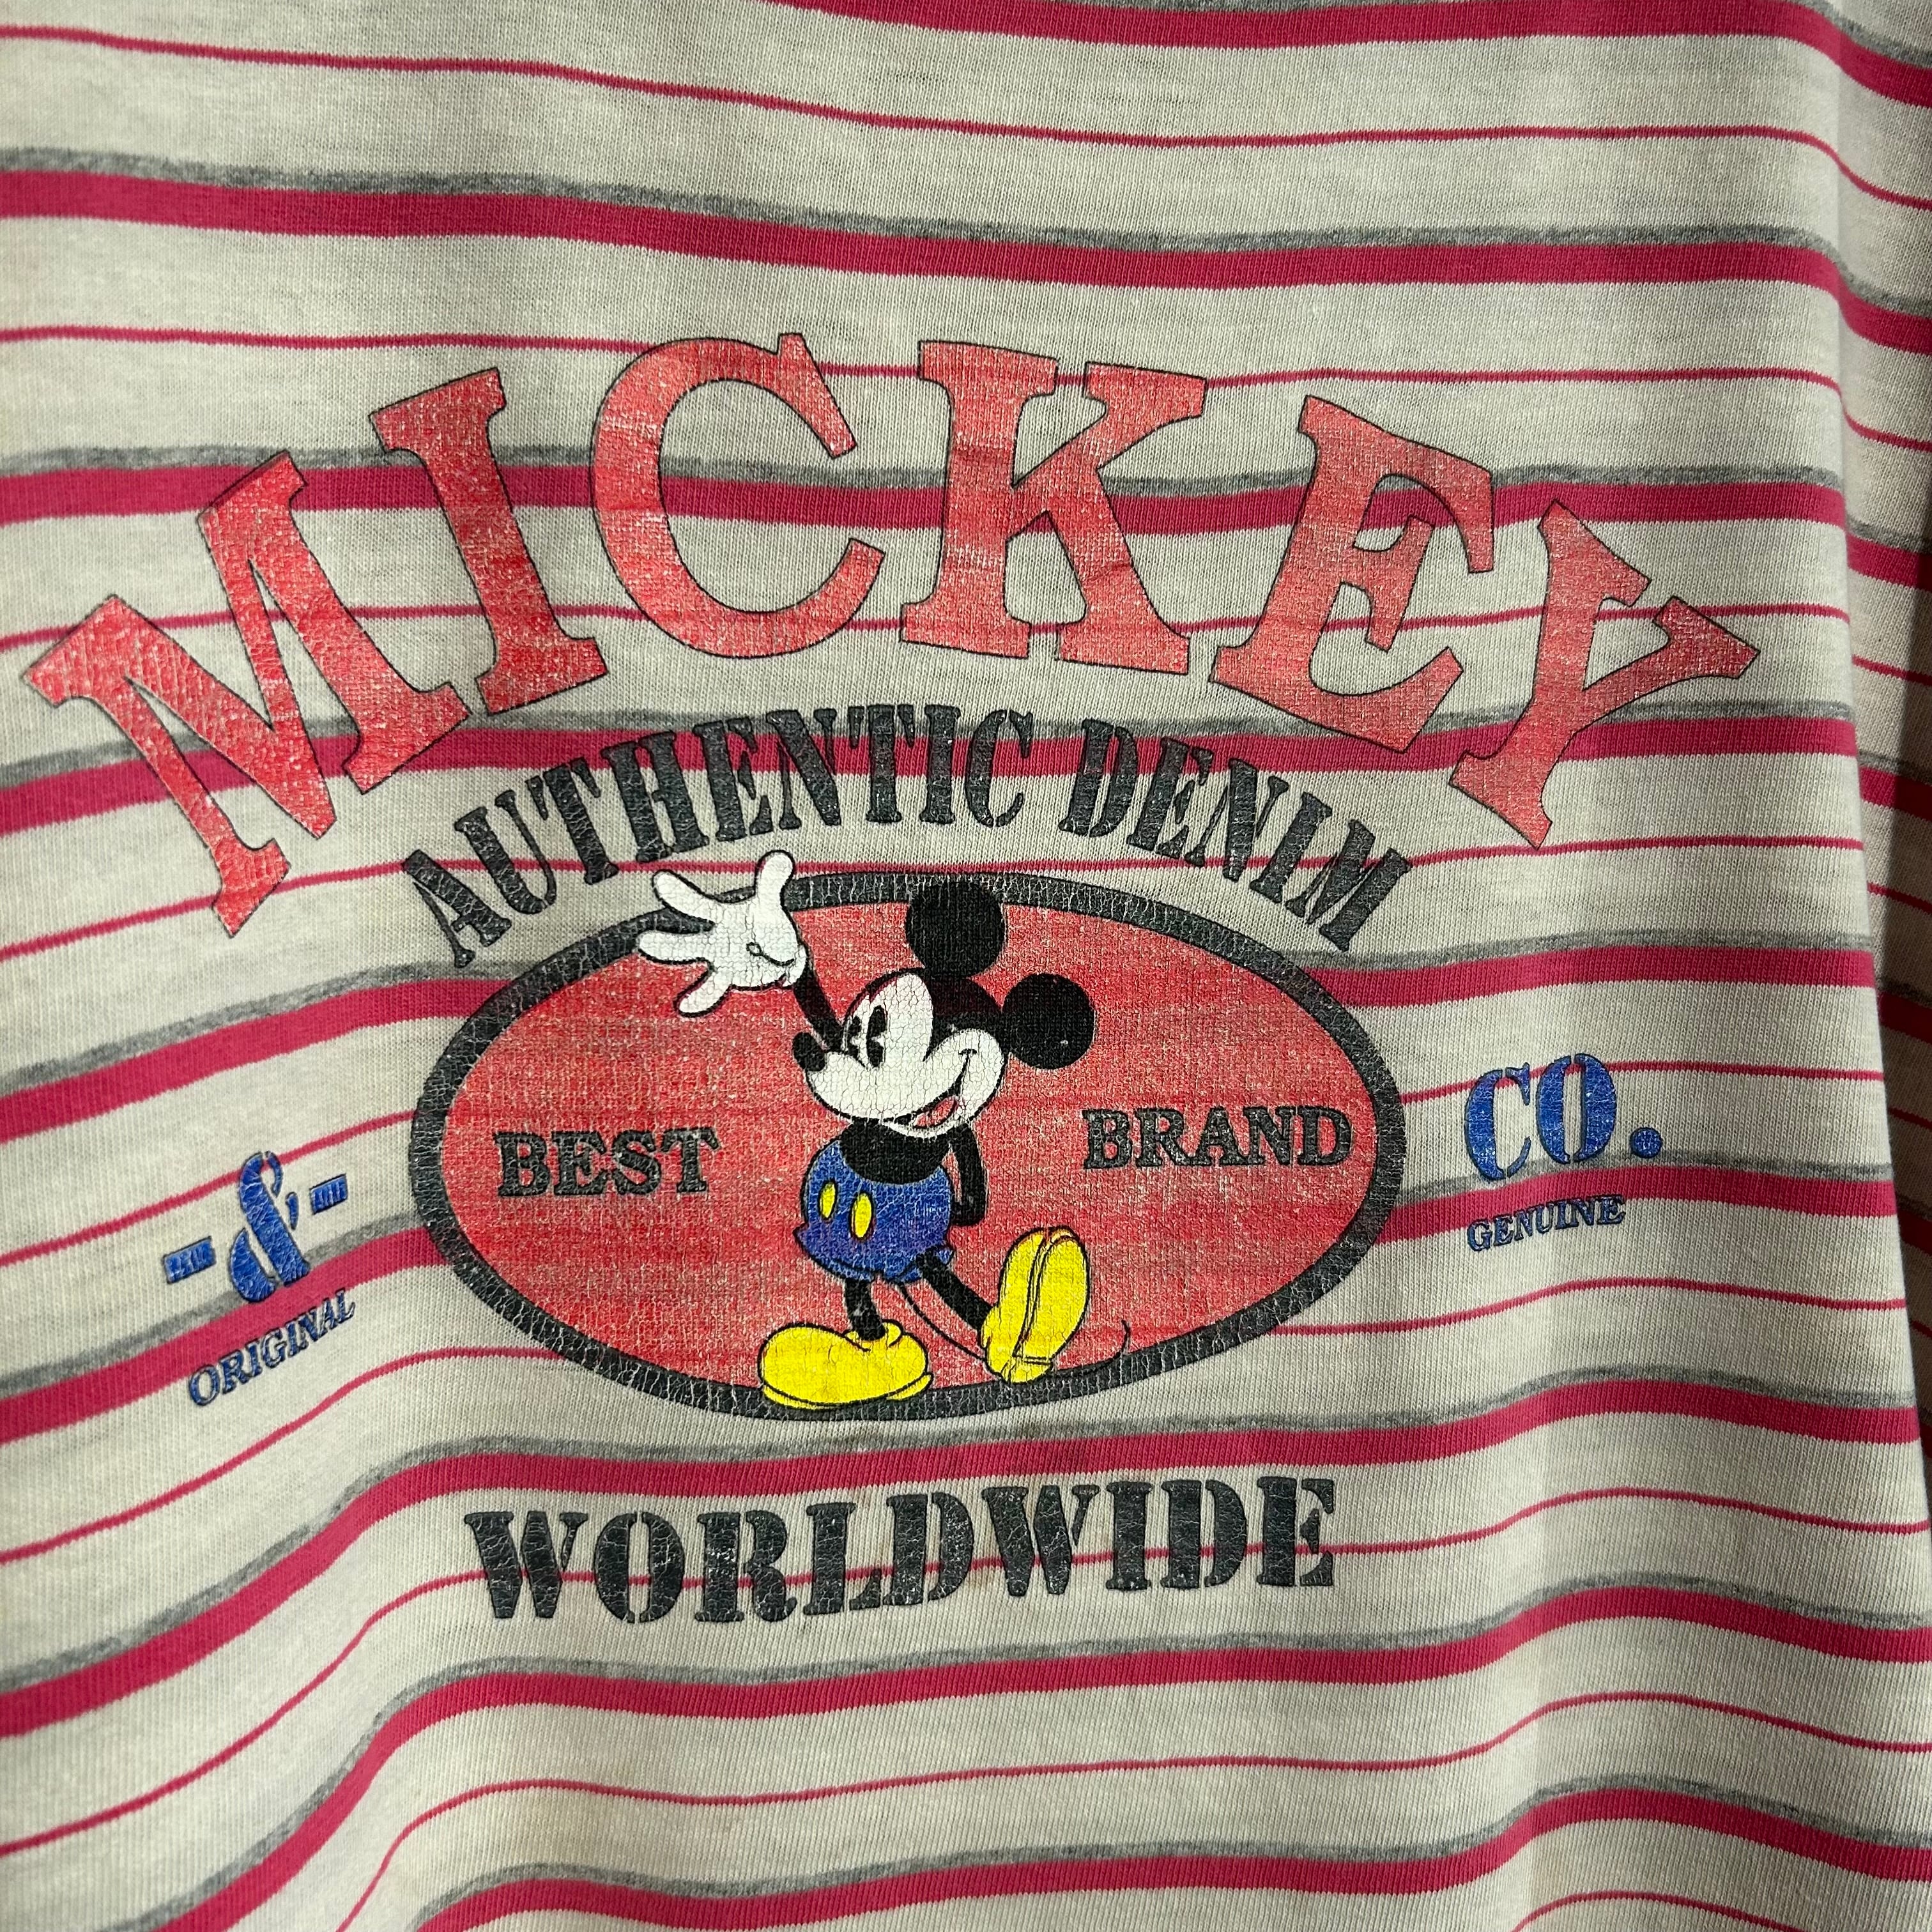 MICKEY
AUTHENTIC DENIM
BEST BRAND
-&- CO.
ORIGINAL GENUINE
WORLDWIDE